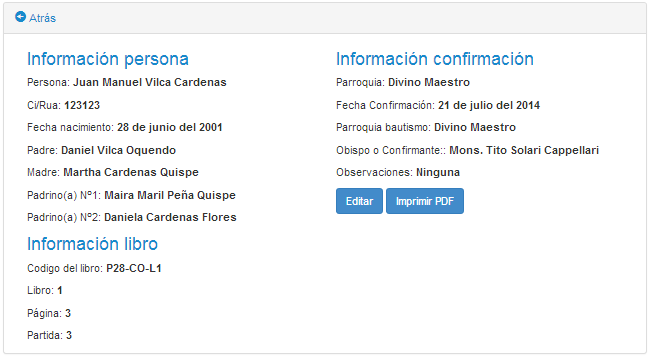 Atrás
Información persona
Persona: Juan Manuel Vilca Cardenas
Ci/Rua: 123123
Fecha nacimiento: 28 de junio del 2001
Padre: Daniel Vilca Oquendo
Madre: Martha Cardenas Quispe
Padrino(a) Nº1: Maira Maril Peña Quispe
Padrino(a) Nº2: Daniela Cardenas Flores
Información libro
Codigo del libro: P28-CO-L1
Libro: 1
Página: 3
Partida: 3
Información confirmación
Parroquia: Divino Maestro
Fecha Confirmación: 21 de julio del 2014
Parroquia bautismo: Divino Maestro
Obispo o Confirmante:: Mons. Tito Solari Cappellari
Observaciones: Ninguna
Editar Imprimir PDF